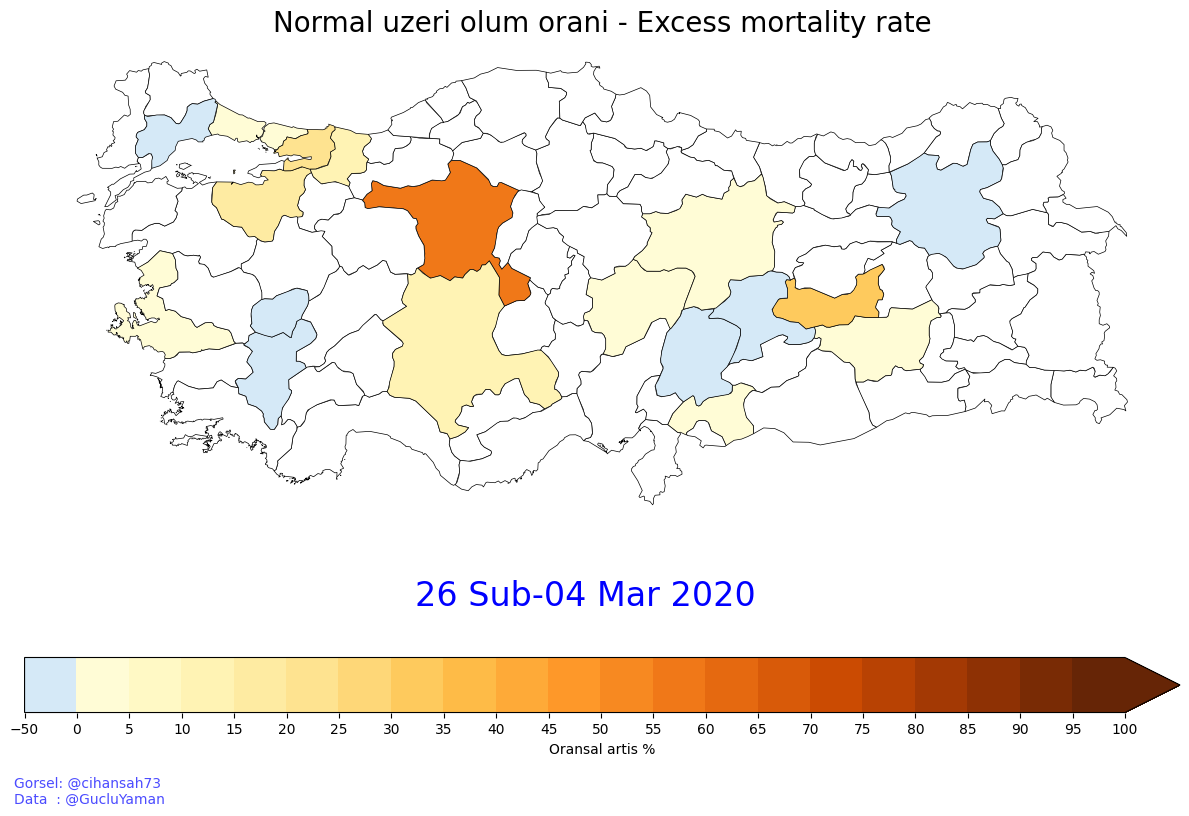 Normal uzeri olum orani - Excess mortality rate
26 Sub-04 Mar 2020
−50 0 5 10 15 20 25 30 35 40 45 50 55 60 65 70 75 80 85 90 95 100
Oransal artis %
Gorsel: @cihansah73
Data  : @GucluYaman